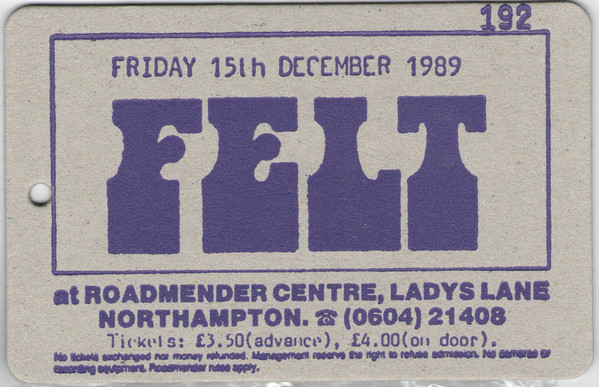 192
FRIDAY 15th DECEMBER 1989
FELT
at ROADMENDER CENTRE, LADYS LANE
NORTHAMPTON. ☎ (0604) 21408
Tickets: £3.50(advance), £4.00(on door).
No tickets exchanged nor money refunded. Management reserve the right to refuse admission. No cameras or
recording equipment. Roadmender rules apply.